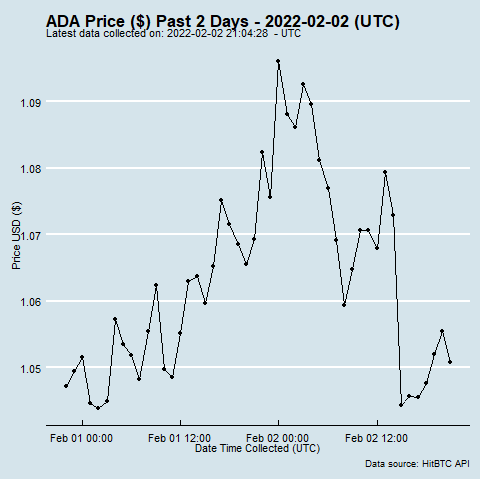 ADA Price ($) Past 2 Days - 2022-02-02 (UTC)
Latest data collected on: 2022-02-02 21:04:28 - UTC
1.09
1.08
1.07
1.06
1.05
Price USD ($)
Feb 01 00:00 Feb 01 12:00 Feb 02 00:00 Feb 02 12:00
Date Time Collected (UTC)
Data source: HitBTC API